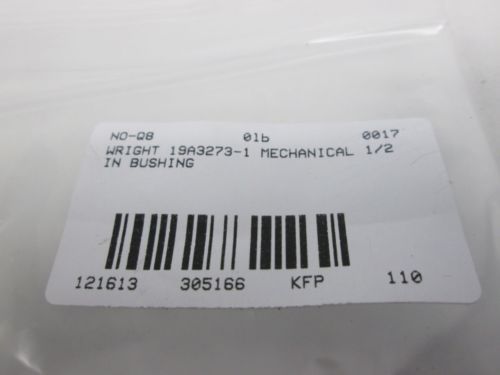 NO-Q8 01b 0017
WRIGHT 19A3273-1 MECHANICAL 1/2
IN BUSHING
121613 305166 KFP 110